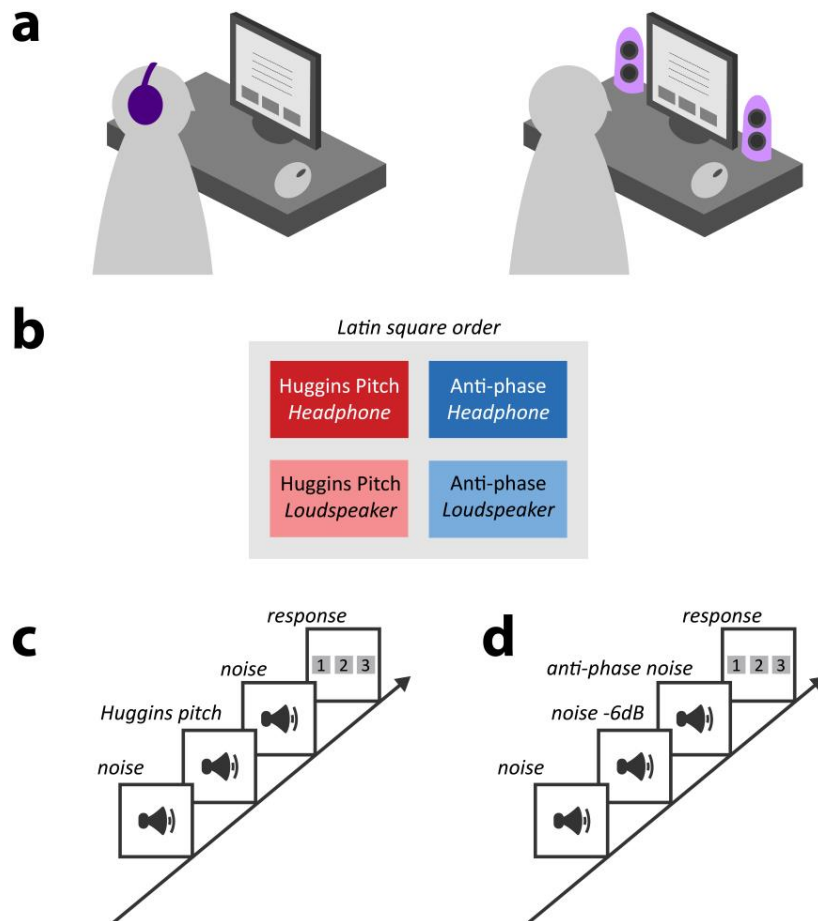 a
b
Latin square order
Huggins Pitch
Headphone
Anti-phase
Headphone
Huggins Pitch
Loudspeaker
Anti-phase
Loudspeaker
c
response
1 2 3
noise
Huggins pitch
noise
d
response
1 2 3
anti-phase noise
noise -6dB
noise